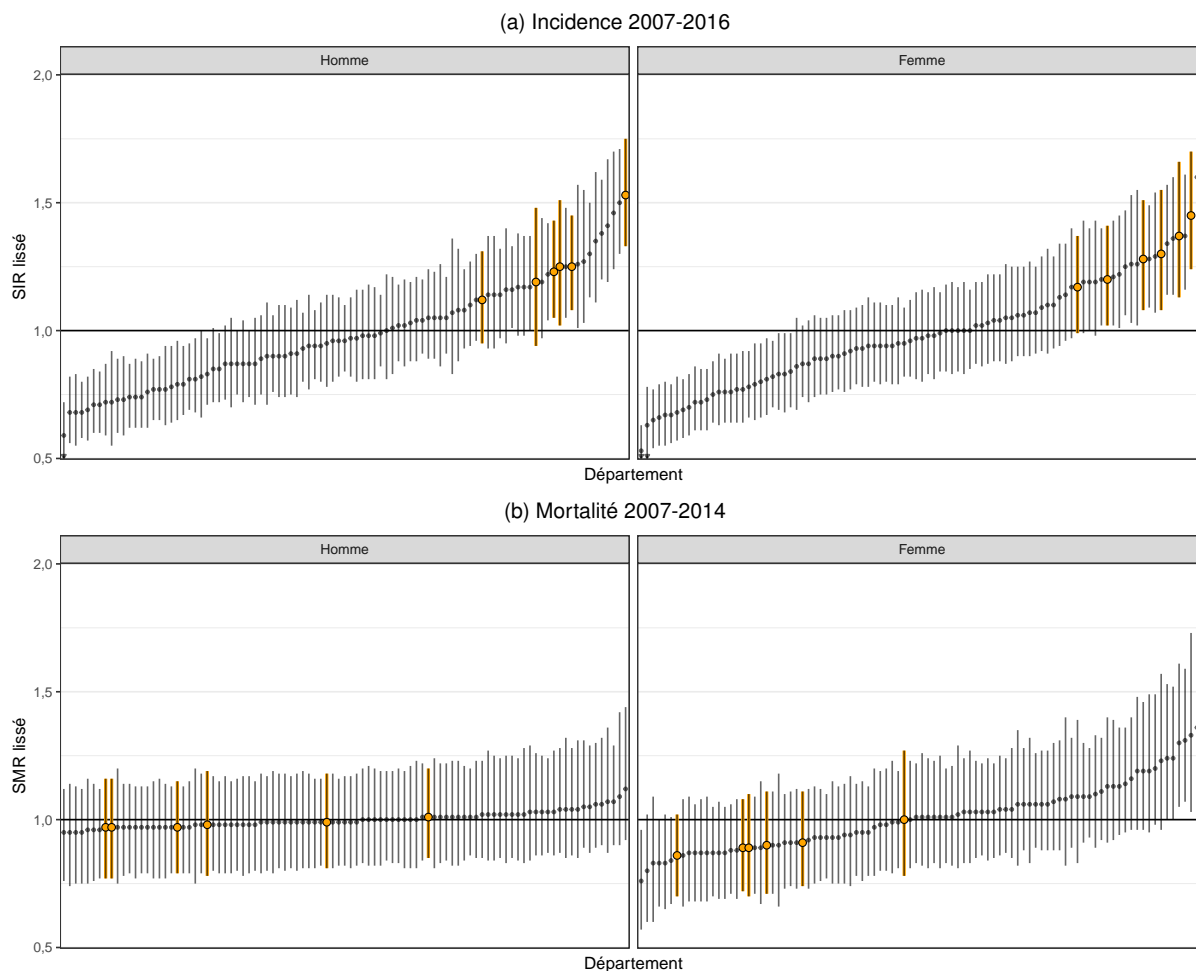 (a) Incidence 2007-2016
Homme
Femme
2,0
1,5
1,0
0,5
SIR lissé
Département
(b) Mortalité 2007-2014
Homme
Femme
2,0
1,5
1,0
0,5
SMR lissé
Département